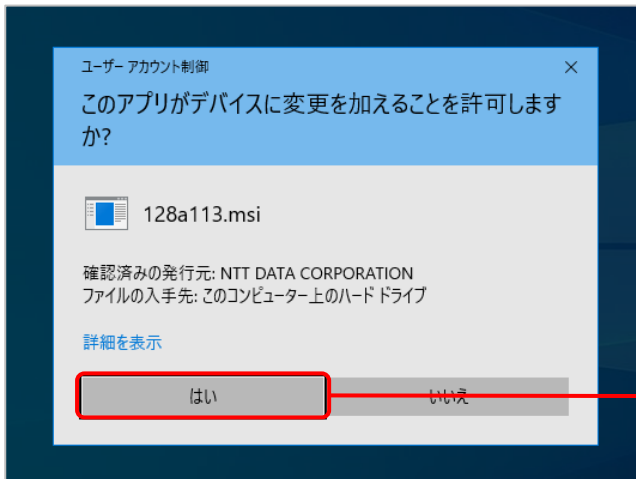 ユーザー アカウント制御
このアプリがデバイスに変更を加えることを許可します
か?
128a113.msi
確認済みの発行元: NTT DATA CORPORATION
ファイルの入手先: このコンピューター上のハード ドライブ
詳細を表示
はい いいえ